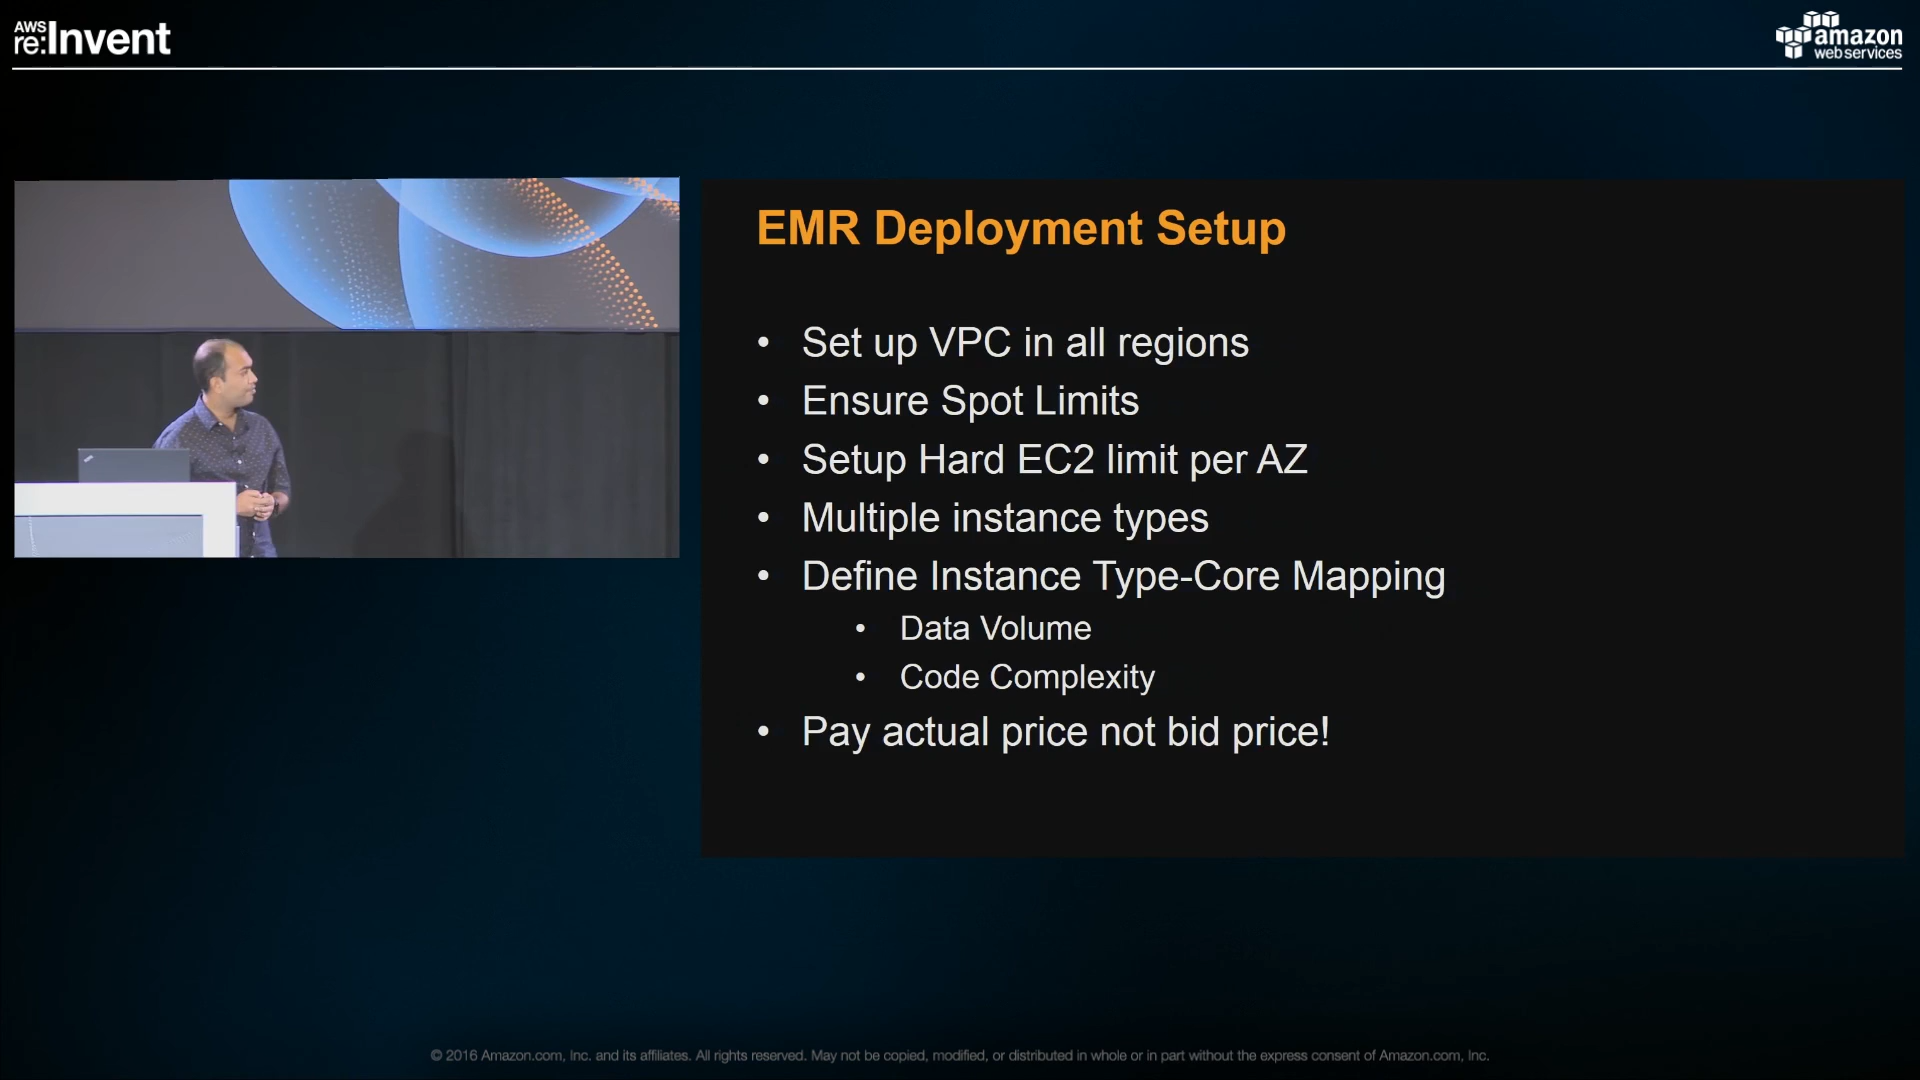 AWS
re:Invent
amazon
webservices
EMR Deployment Setup
• Set up VPC in all regions
• Ensure Spot Limits
• Setup Hard EC2 limit per AZ
• Multiple instance types
• Define Instance Type-Core Mapping
• Data Volume
• Code Complexity
• Pay actual price not bid price!
© 2016 Amazon.com, Inc. and its affiliates. All rights reserved. May not be copied, modified, or distributed in whole or in part without the express consent of Amazon.com, Inc.